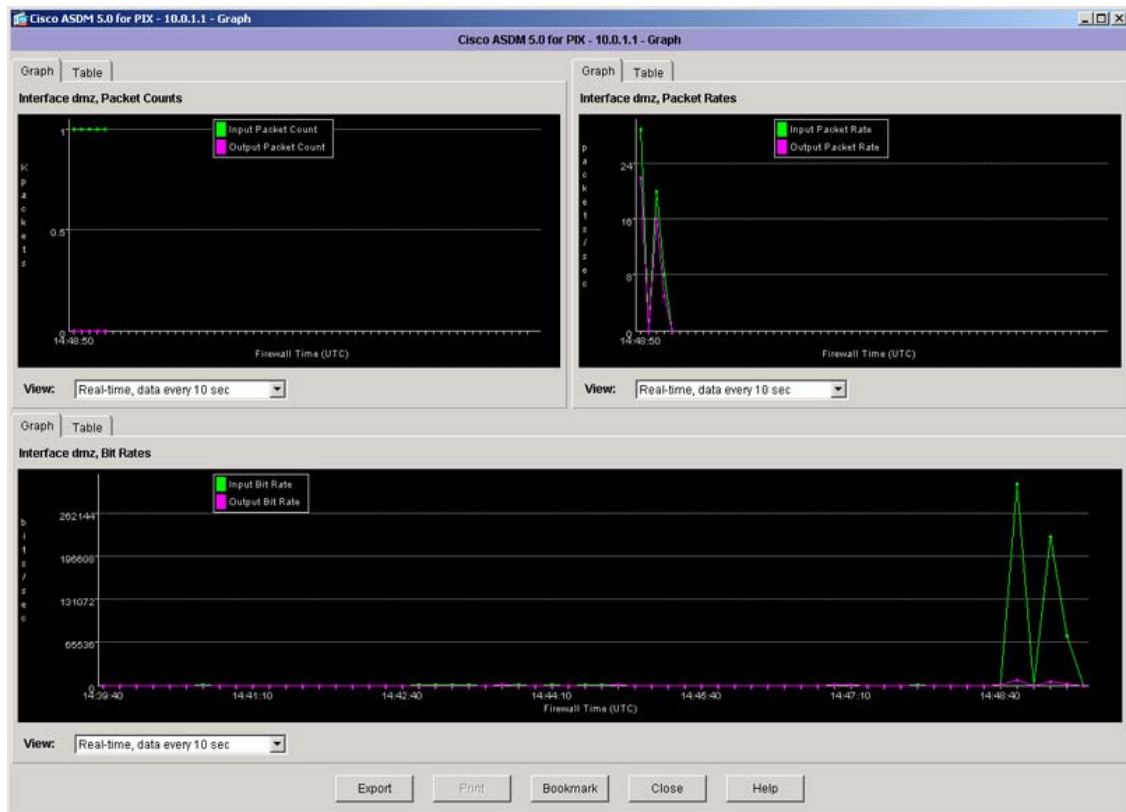 Cisco ASDM 5.0 for PIX - 10.0.1.1 - Graph
Cisco ASDM 5.0 for PIX - 10.0.1.1 - Graph
Graph Table
Interface dmz, Packet Counts
Input Packet Count
Output Packet Count
1
0.5
0
Kpackets
14:48:50
Firewall Time (UTC)
View: Real-time, data every 10 sec
Graph Table
Interface dmz, Packet Rates
Input Packet Rate
Output Packet Rate
24
16
8
0
packets/sec
14:48:50
Firewall Time (UTC)
View: Real-time, data every 10 sec
Graph Table
Interface dmz, Bit Rates
Input Bit Rate
Output Bit Rate
262144
196608
131072
65536
0
bits/sec
14:39:40 14:41:10 14:42:40 14:44:10 14:45:40 14:47:10 14:48:40
Firewall Time (UTC)
View: Real-time, data every 10 sec
Export Print Bookmark Close Help